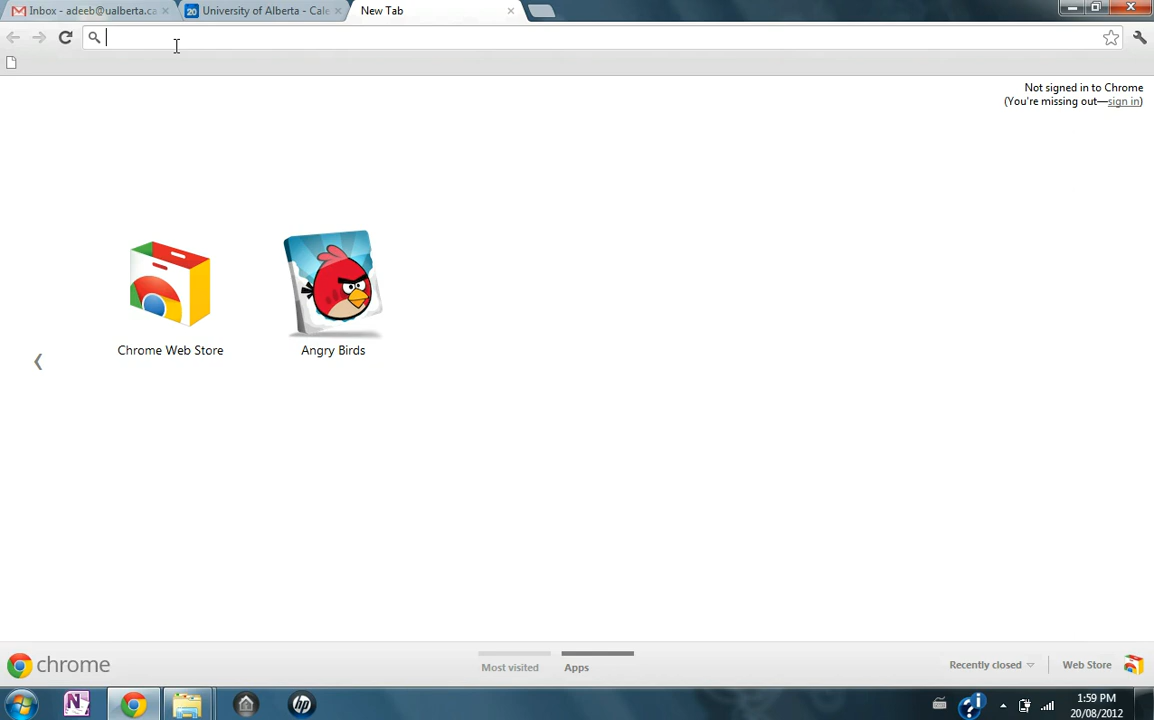 Inbox - adeeb@ualberta.ca
20 University of Alberta - Cale
New Tab
Not signed in to Chrome
(You're missing out—sign in)
Chrome Web Store
Angry Birds
chrome
Most visited
Apps
Recently closed
Web Store
N
hp
?
1:59 PM
20/08/2012